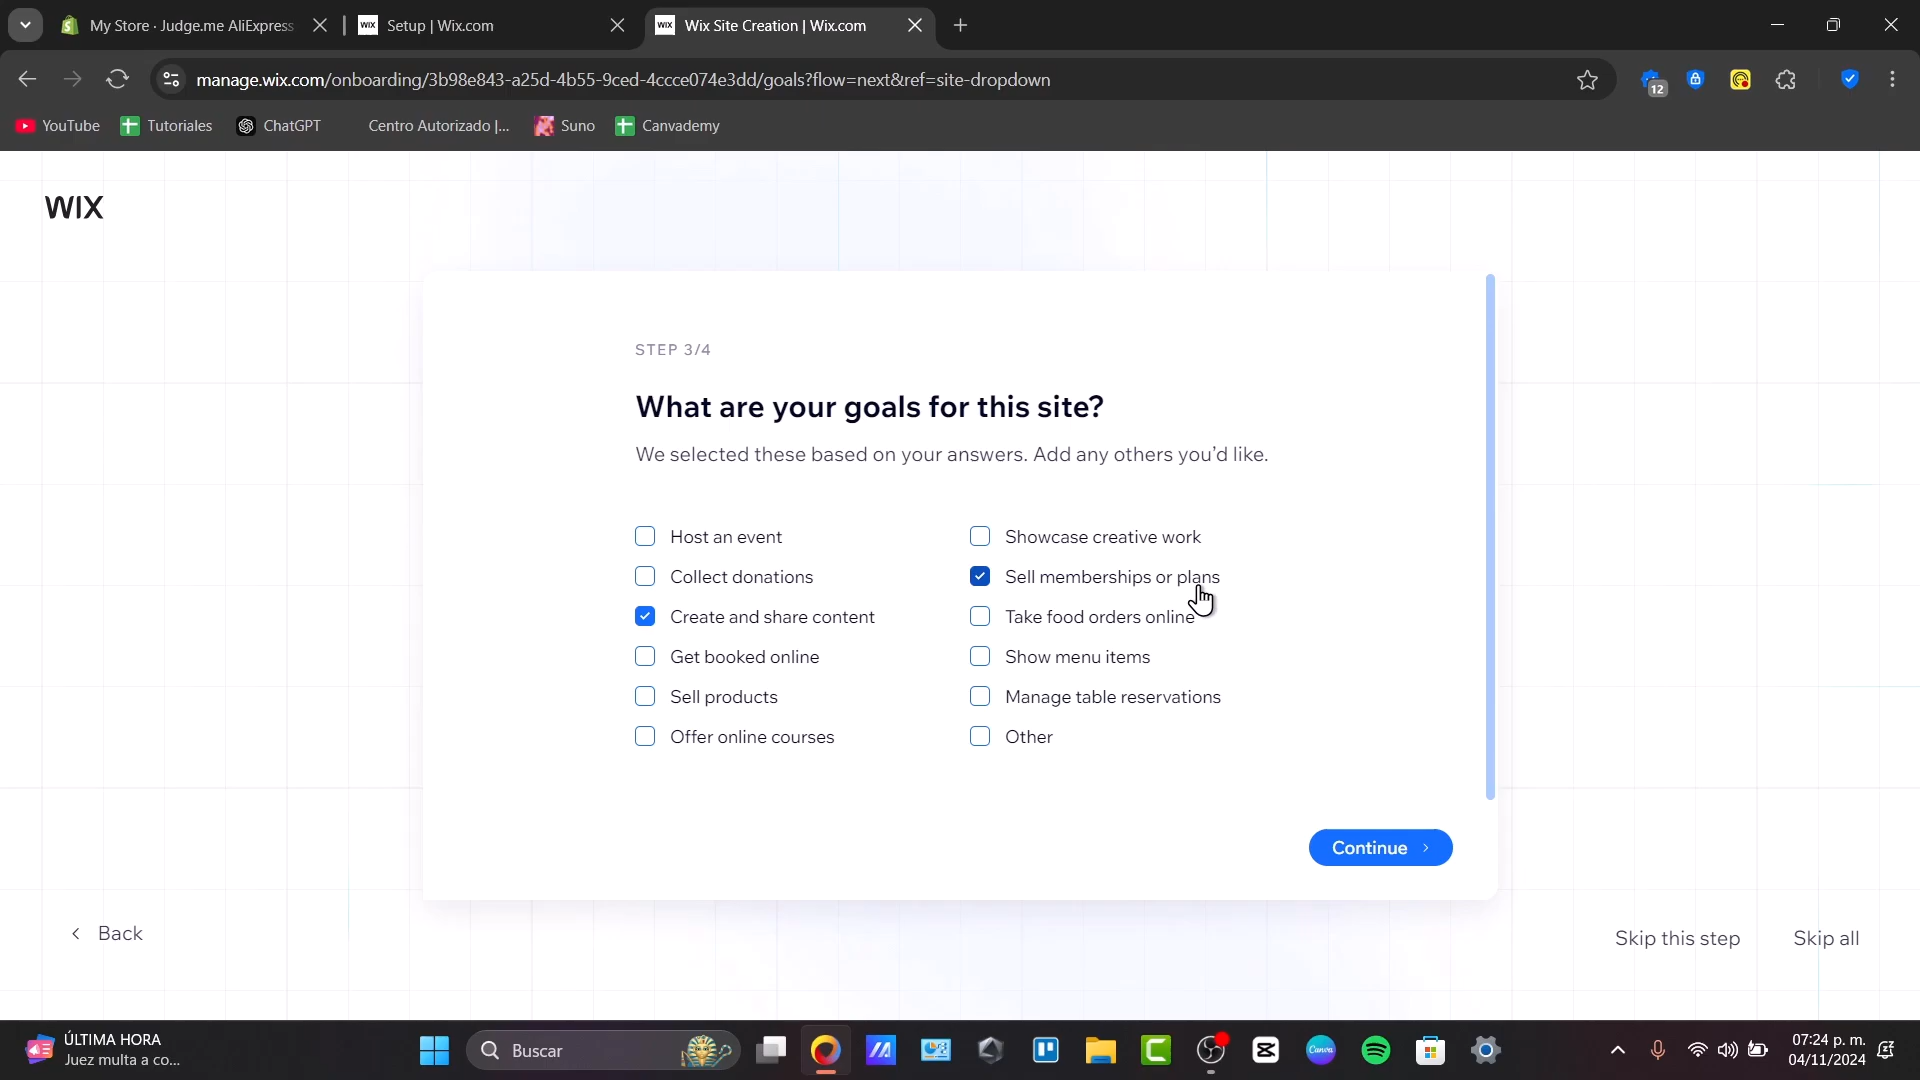 My Store · Judge.me AliExpress
WIX Setup | Wix.com
WIX Wix Site Creation | Wix.com
manage.wix.com/onboarding/3b98e843-a25d-4b55-9ced-4ccce074e3dd/goals?flow=next&ref=site-dropdown
12
YouTube
Tutoriales
ChatGPT
Centro Autorizado |...
Suno
Canvademy
WIX
STEP 3/4
What are your goals for this site?
We selected these based on your answers. Add any others you'd like.
Host an event
Collect donations
Create and share content
Get booked online
Sell products
Offer online courses
Showcase creative work
Sell memberships or plans
Take food orders online
Show menu items
Manage table reservations
Other
Continue
Back
Skip this step
Skip all
ÚLTIMA HORA
Juez multa a co...
Buscar
Canva
07:24 p. m.
04/11/2024